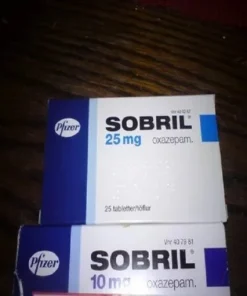 Pfizer
SOBRIL®
25 mg oxazepam.
25 tabletter/töflur
Pfizer
SOBRIL®
10 mg oxazepam.